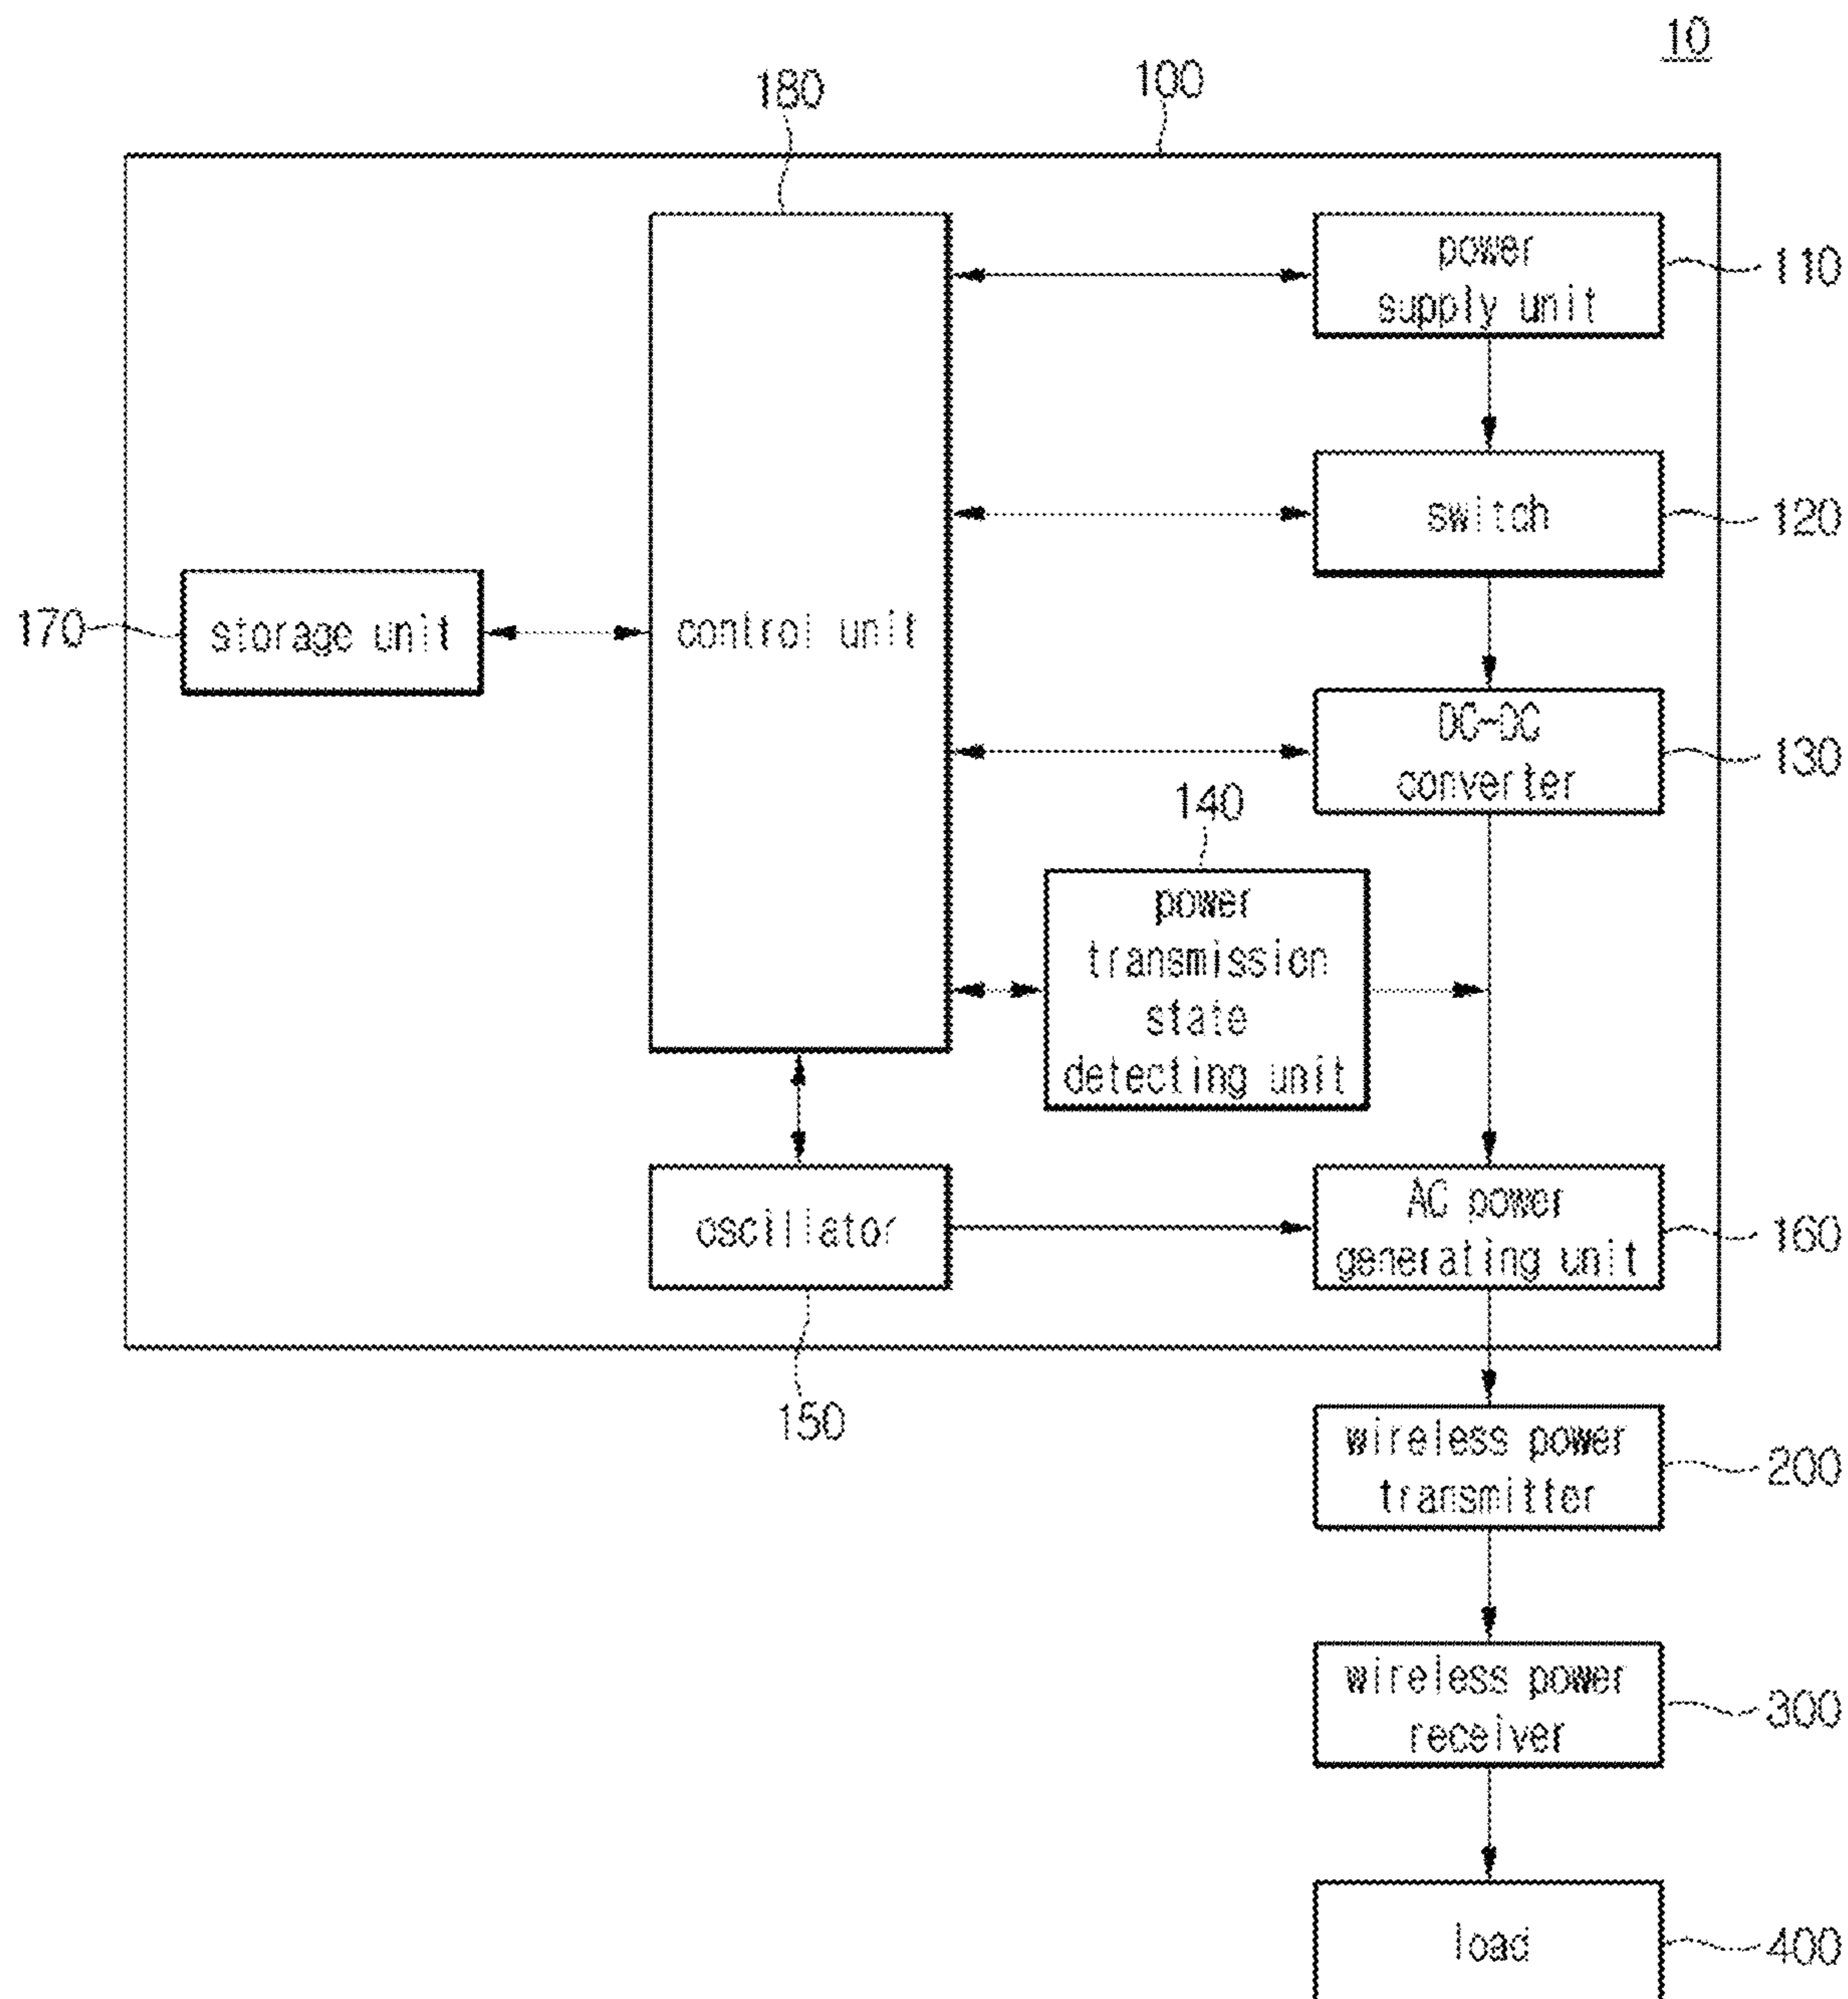 10
180
100
power
supply unit
110
switch
120
170
storage unit
control unit
DC-DC
converter
130
140
power
transmission
state
detecting unit
oscillator
AC power
generating unit
160
150
wireless power
transmitter
200
wireless power
receiver
300
load
400